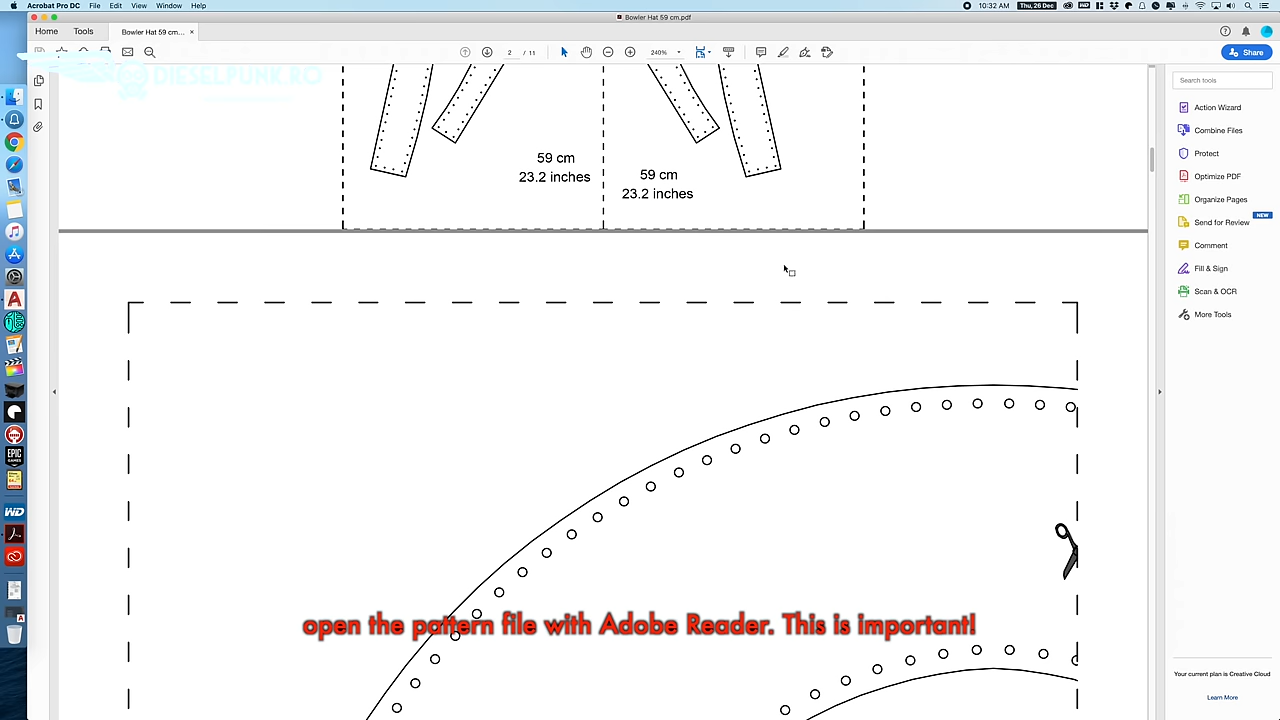 Acrobat Pro DC File Edit View Window Help 10:32 AM Thu, 26 Dec
Bowler Hat 59 cm.pdf
Home Tools Bowler Hat 59 cm... ×
2 / 11 240% Share
DIESELPUNK.RO
Search tools
Action Wizard
Combine Files
Protect
Optimize PDF
Organize Pages
NEW
Send for Review
Comment
Fill & Sign
Scan & OCR
More Tools
59 cm
23.2 inches
59 cm
23.2 inches
EPIC
GAMES
WD
open the pattern file with Adobe Reader. This is important!
Your current plan is Creative Cloud
Learn More